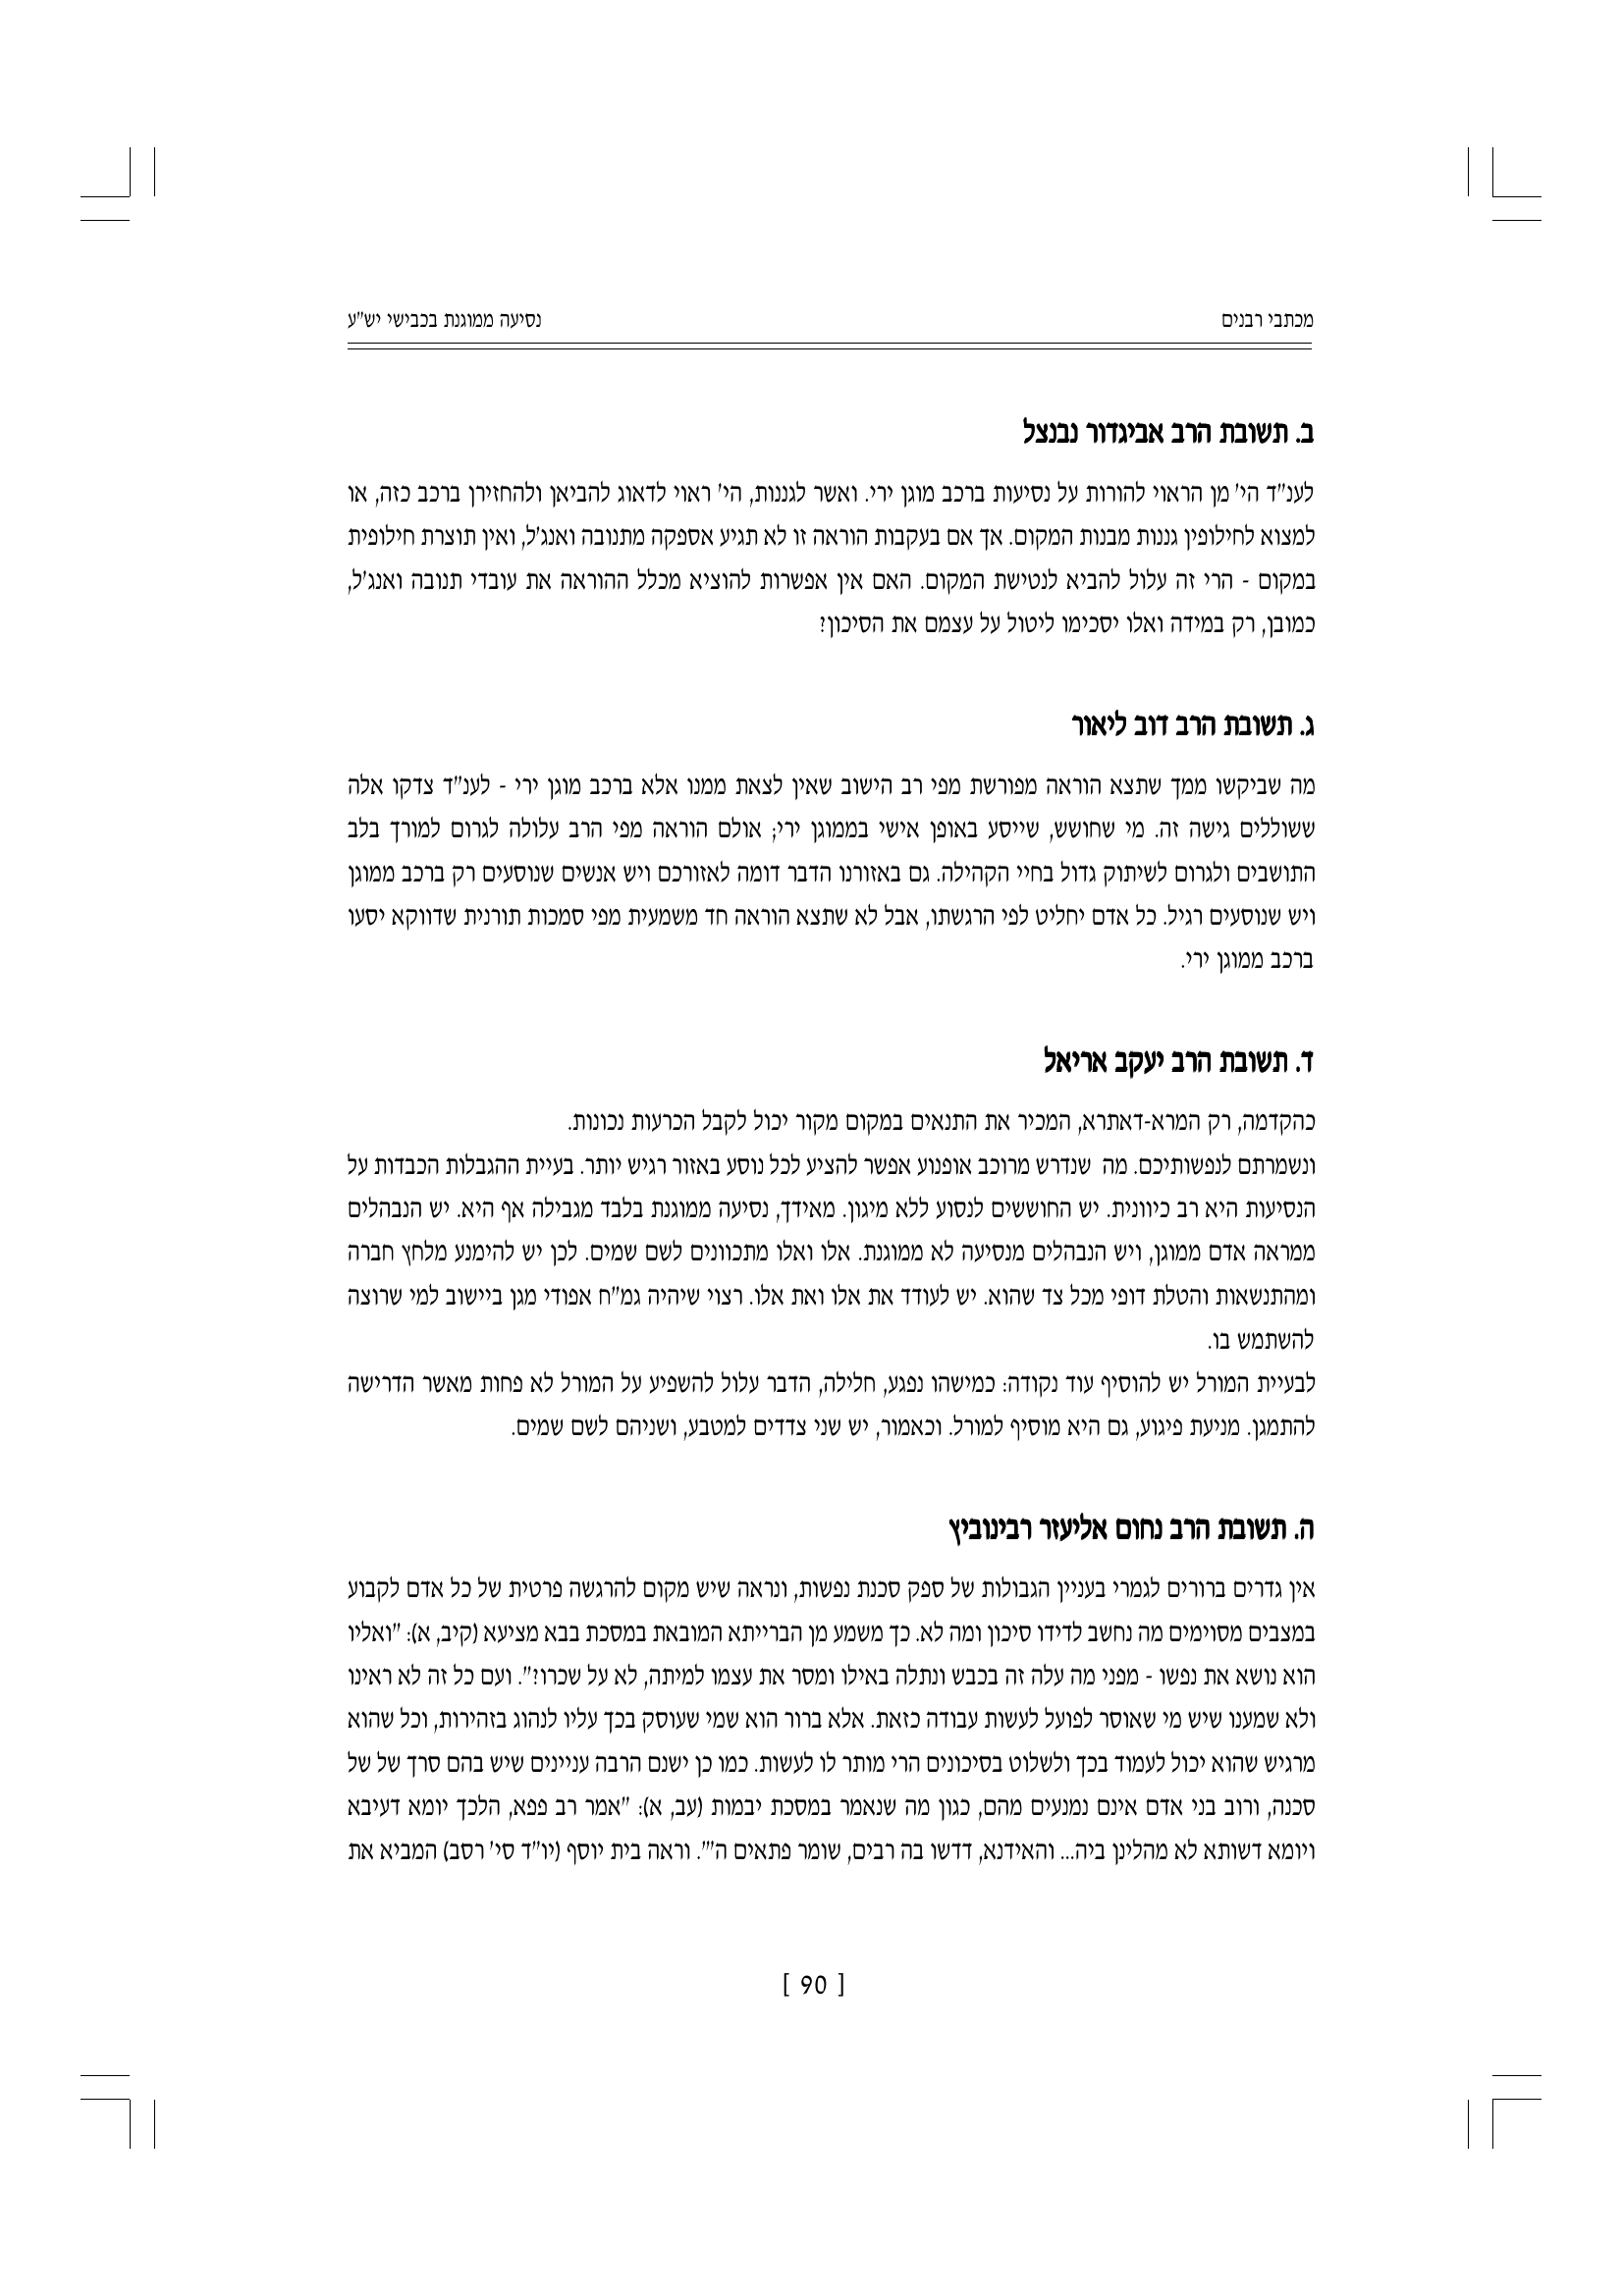 מכתבי רבנים נסיעה ממוגנת בכבישי יש"ע
ב. תשובת הרב אביגדור נבנצל
לענ"ד הי' מן הראוי להורות על נסיעות ברכב מוגן ירי. ואשר לגננות, הי' ראוי לדאוג להביאן ולהחזירן ברכב כזה, או
למצוא לחילופין גננות מבנות המקום. אך אם בעקבות הוראה זו לא תגיע אספקה מתנובה ואנג'ל, ואין תוצרת חילופית
במקום - הרי זה עלול להביא לנטישת המקום. האם אין אפשרות להוציא מכלל ההוראה את עובדי תנובה ואנג'ל,
כמובן, רק במידה ואלו יסכימו ליטול על עצמם את הסיכון?
ג. תשובת הרב דוב ליאור
מה שביקשו ממך שתצא הוראה מפורשת מפי רב הישוב שאין לצאת ממנו אלא ברכב מוגן ירי - לענ"ד צדקו אלה
ששוללים גישה זה. מי שחושש, שייסע באופן אישי בממוגן ירי; אולם הוראה מפי הרב עלולה לגרום למורך בלב
התושבים ולגרום לשיתוק גדול בחיי הקהילה. גם באזורנו הדבר דומה לאזורכם ויש אנשים שנוסעים רק ברכב ממוגן
ויש שנוסעים רגיל. כל אדם יחליט לפי הרגשתו, אבל לא שתצא הוראה חד משמעית מפי סמכות תורנית שדווקא יסעו
ברכב ממוגן ירי.
ד. תשובת הרב יעקב אריאל
כהקדמה, רק המרא-דאתרא, המכיר את התנאים במקום מקור יכול לקבל הכרעות נכונות.
ונשמרתם לנפשותיכם. מה שנדרש מרוכב אופנוע אפשר להציע לכל נוסע באזור רגיש יותר. בעיית ההגבלות הכבדות על
הנסיעות היא רב כיוונית. יש החוששים לנסוע ללא מיגון. מאידך, נסיעה ממוגנת בלבד מגבילה אף היא. יש הנבהלים
ממראה אדם ממוגן, ויש הנבהלים מנסיעה לא ממוגנת. אלו ואלו מתכוונים לשם שמים. לכן יש להימנע מלחץ חברה
ומהתנשאות והטלת דופי מכל צד שהוא. יש לעודד את אלו ואת אלו. רצוי שיהיה גמ"ח אפודי מגן ביישוב למי שרוצה
להשתמש בו.
לבעיית המורל יש להוסיף עוד נקודה: כמישהו נפגע, חלילה, הדבר עלול להשפיע על המורל לא פחות מאשר הדרישה
להתמגן. מניעת פיגוע, גם היא מוסיף למורל. וכאמור, יש שני צדדים למטבע, ושניהם לשם שמים.
ה. תשובת הרב נחום אליעזר רבינוביץ
אין גדרים ברורים לגמרי בעניין הגבולות של ספק סכנת נפשות, ונראה שיש מקום להרגשה פרטית של כל אדם לקבוע
במצבים מסוימים מה נחשב לדידו סיכון ומה לא. כך משמע מן הברייתא המובאת במסכת בבא מציעא (קיב, א): "ואליו
הוא נושא את נפשו - מפני מה עלה זה בכבש ונתלה באילו ומסר את עצמו למיתה, לא על שכרו?". ועם כל זה לא ראינו
ולא שמענו שיש מי שאוסר לפועל לעשות עבודה כזאת. אלא ברור הוא שמי שעוסק בכך עליו לנהוג בזהירות, וכל שהוא
מרגיש שהוא יכול לעמוד בכך ולשלוט בסיכונים הרי מותר לו לעשות. כמו כן ישנם הרבה עניינים שיש בהם סרך של של
סכנה, ורוב בני אדם אינם נמנעים מהם, כגון מה שנאמר במסכת יבמות (עב, א): "אמר רב פפא, הלכך יומא דעיבא
ויומא דשותא לא מהלינן ביה... והאידנא, דדשו בה רבים, שומר פתאים ה'". וראה בית יוסף (יו"ד סי' רסב) המביא את
[ 90 ]